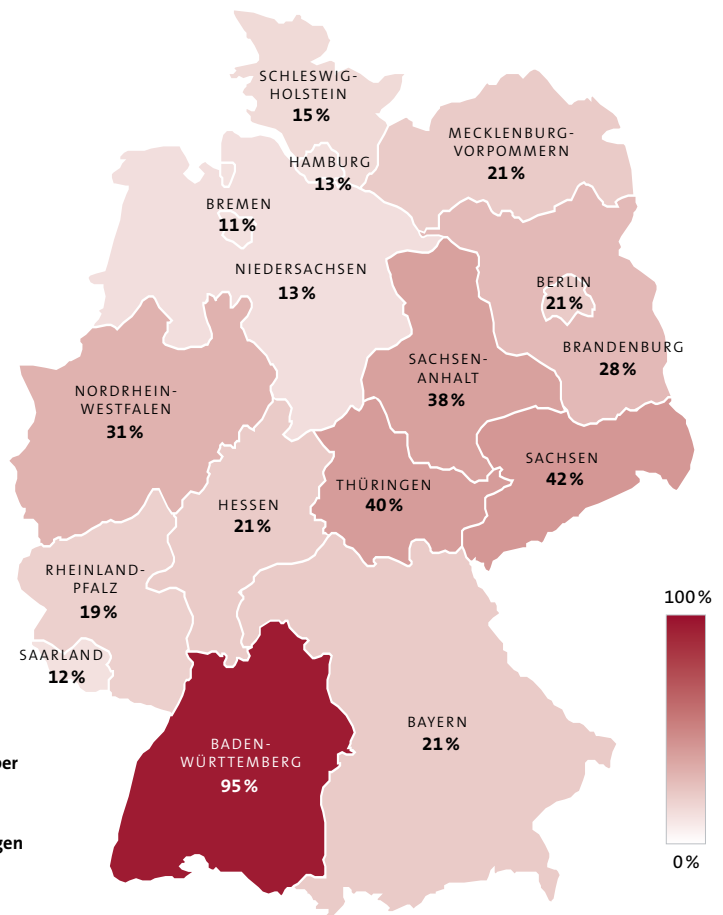 SCHLESWIG-
HOLSTEIN
15 %
MECKLENBURG-
VORPOMMERN
21 %
HAMBURG
13 %
BREMEN
11 %
NIEDERSACHSEN
13 %
BERLIN
21 %
BRANDENBURG
28 %
SACHSEN-
ANHALT
38 %
NORDRHEIN-
WESTFALEN
31 %
SACHSEN
42 %
THÜRINGEN
40 %
HESSEN
21 %
RHEINLAND-
PFALZ
19 %
SAARLAND
12 %
100 %
BAYERN
21 %
BADEN-
WÜRTTEMBERG
95 %
0 %